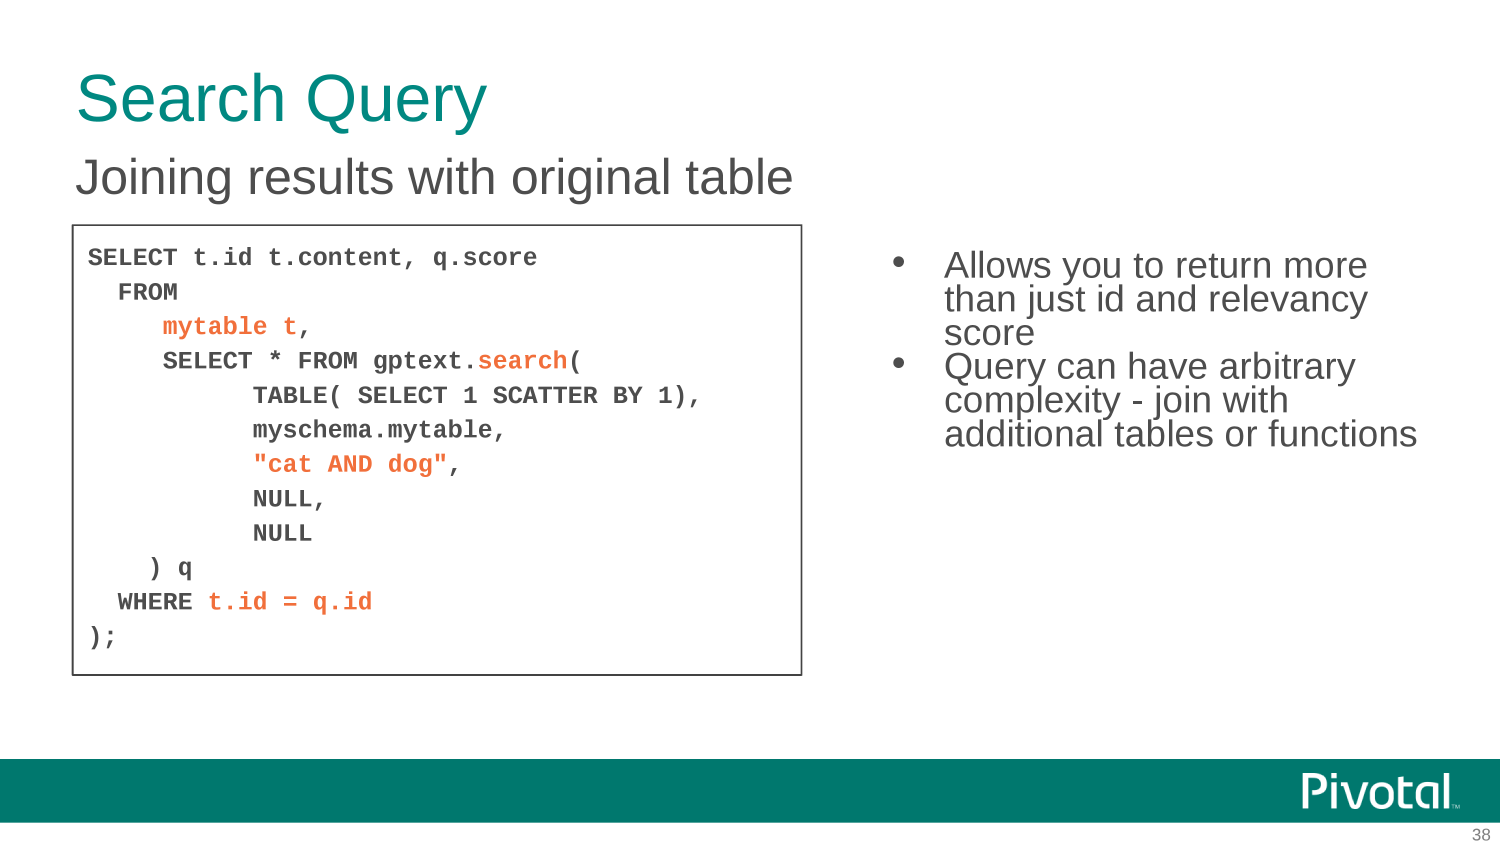 Search Query
Joining results with original table
SELECT t.id t.content, q.score
FROM
mytable t,
SELECT * FROM gptext.search(
TABLE( SELECT 1 SCATTER BY 1),
myschema.mytable,
"cat AND dog",
NULL,
NULL
) q
WHERE t.id = q.id
);
• Allows you to return more
than just id and relevancy
score
• Query can have arbitrary
complexity - join with
additional tables or functions
Pivotal™
38